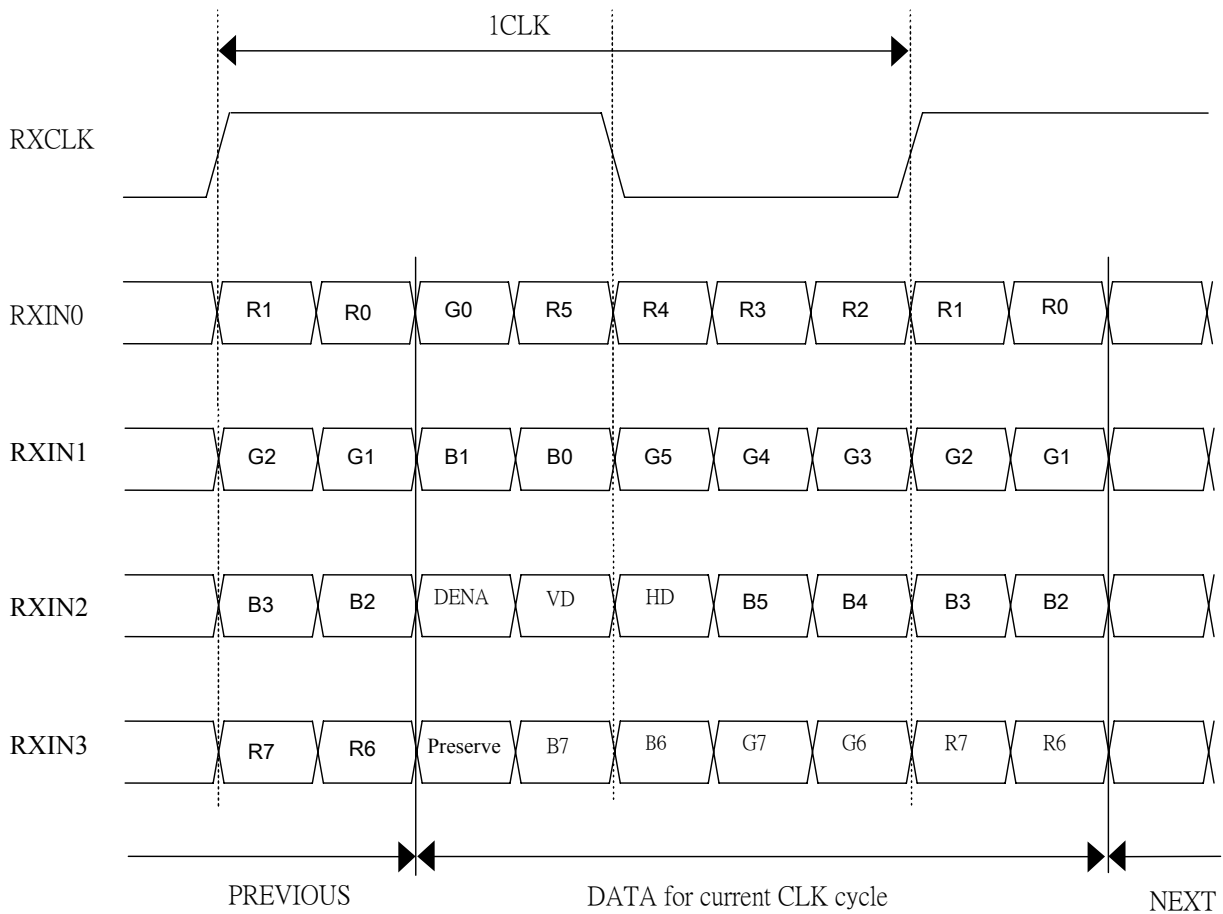 1CLK
RXCLK
RXIN0 R1 R0 G0 R5 R4 R3 R2 R1 R0
RXIN1 G2 G1 B1 B0 G5 G4 G3 G2 G1
RXIN2 B3 B2 DENA VD HD B5 B4 B3 B2
RXIN3 R7 R6 Preserve B7 B6 G7 G6 R7 R6
PREVIOUS DATA for current CLK cycle NEXT